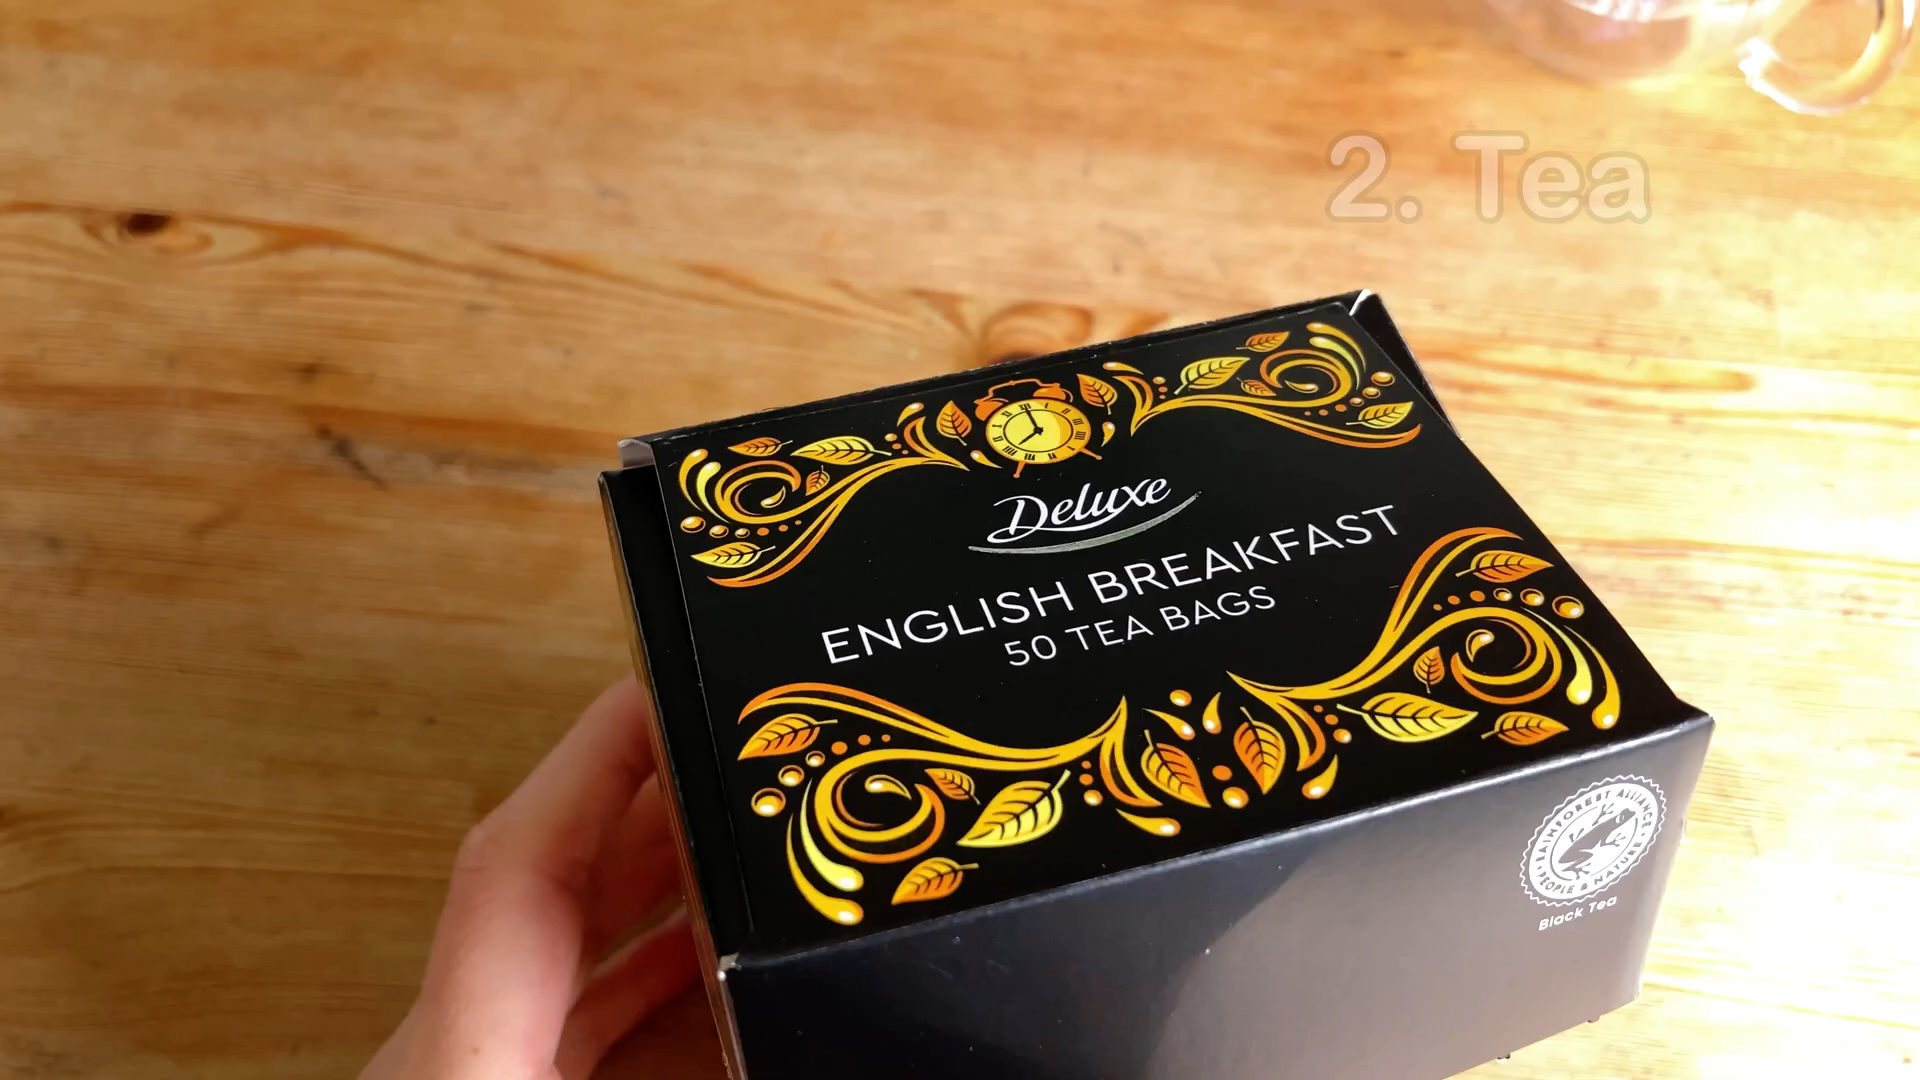 2. Tea
Deluxe
ENGLISH BREAKFAST
50 TEA BAGS
RAINFOREST ALLIANCE
PEOPLE & NATURE
Black Tea